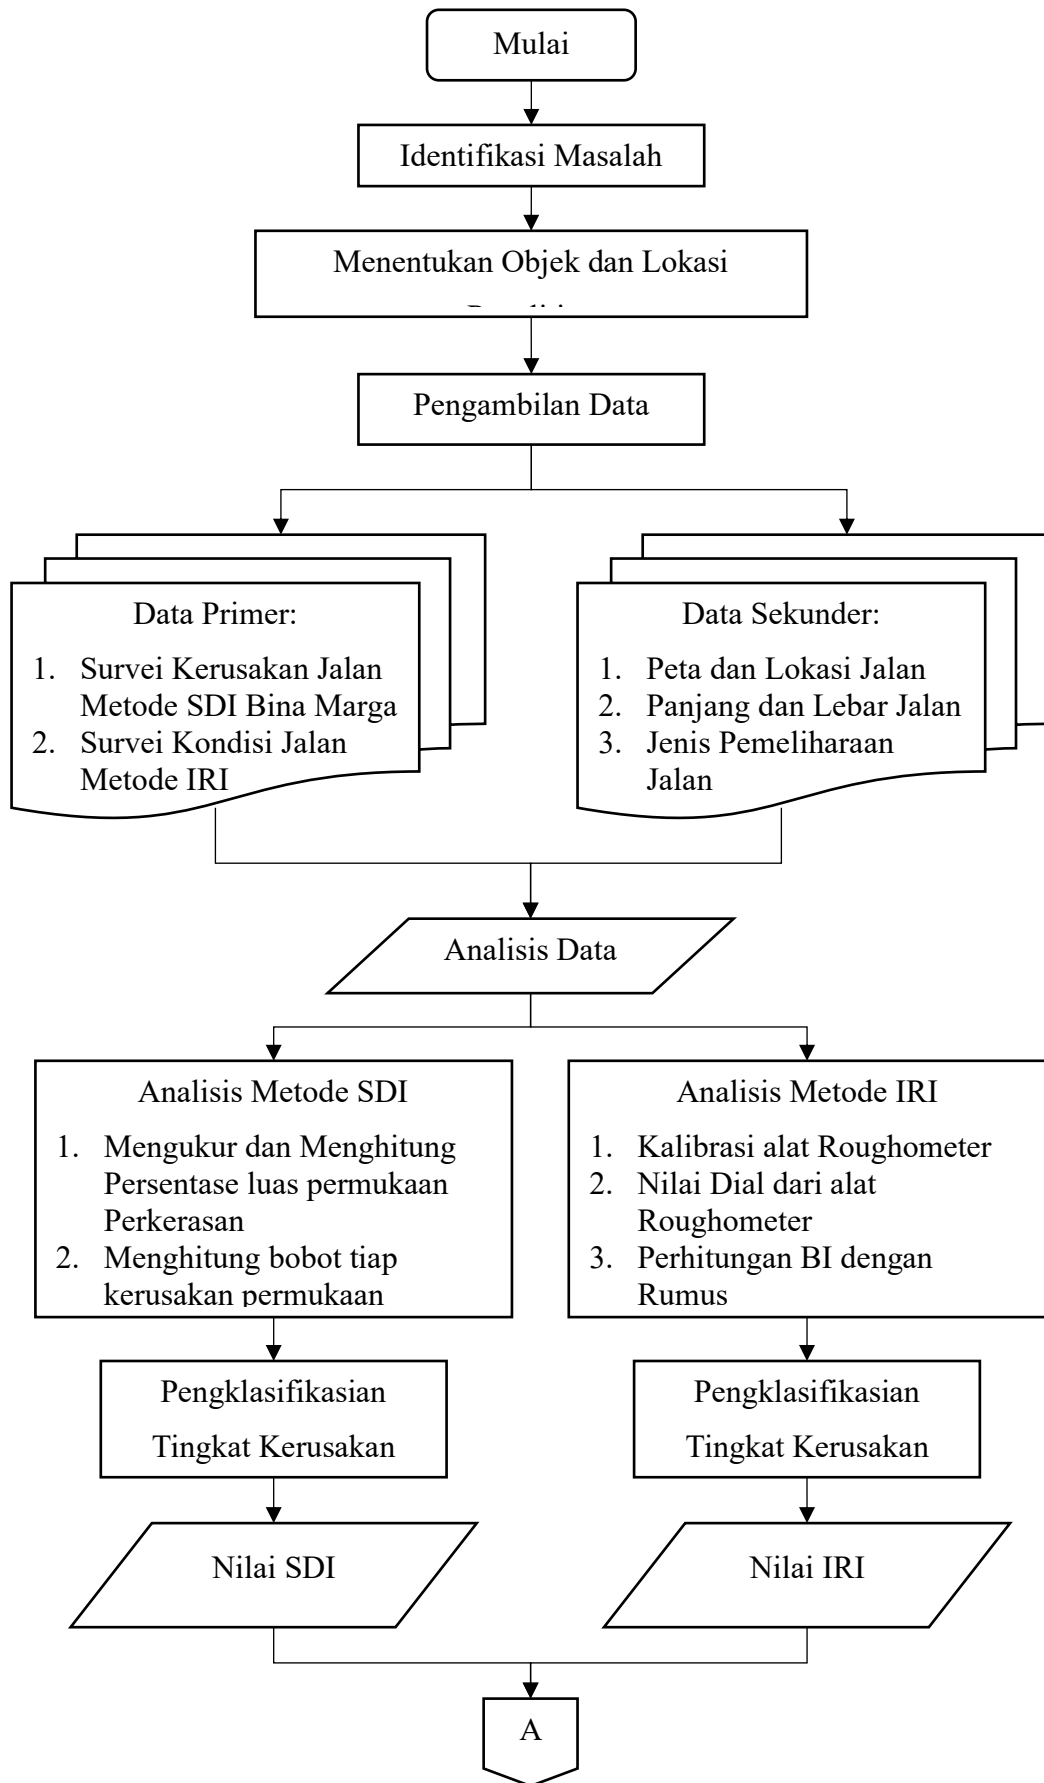 Mulai
Identifikasi Masalah
Menentukan Objek dan Lokasi
Pengambilan Data
Data Primer:
1. Survei Kerusakan Jalan
Metode SDI Bina Marga
2. Survei Kondisi Jalan
Metode IRI
Data Sekunder:
1. Peta dan Lokasi Jalan
2. Panjang dan Lebar Jalan
3. Jenis Pemeliharaan
Jalan
Analisis Data
Analisis Metode SDI
1. Mengukur dan Menghitung
Persentase luas permukaan
Perkerasan
2. Menghitung bobot tiap
kerusakan permukaan
Analisis Metode IRI
1. Kalibrasi alat Roughometer
2. Nilai Dial dari alat
Roughometer
3. Perhitungan BI dengan
Rumus
Pengklasifikasian
Tingkat Kerusakan
Pengklasifikasian
Tingkat Kerusakan
Nilai SDI
Nilai IRI
A